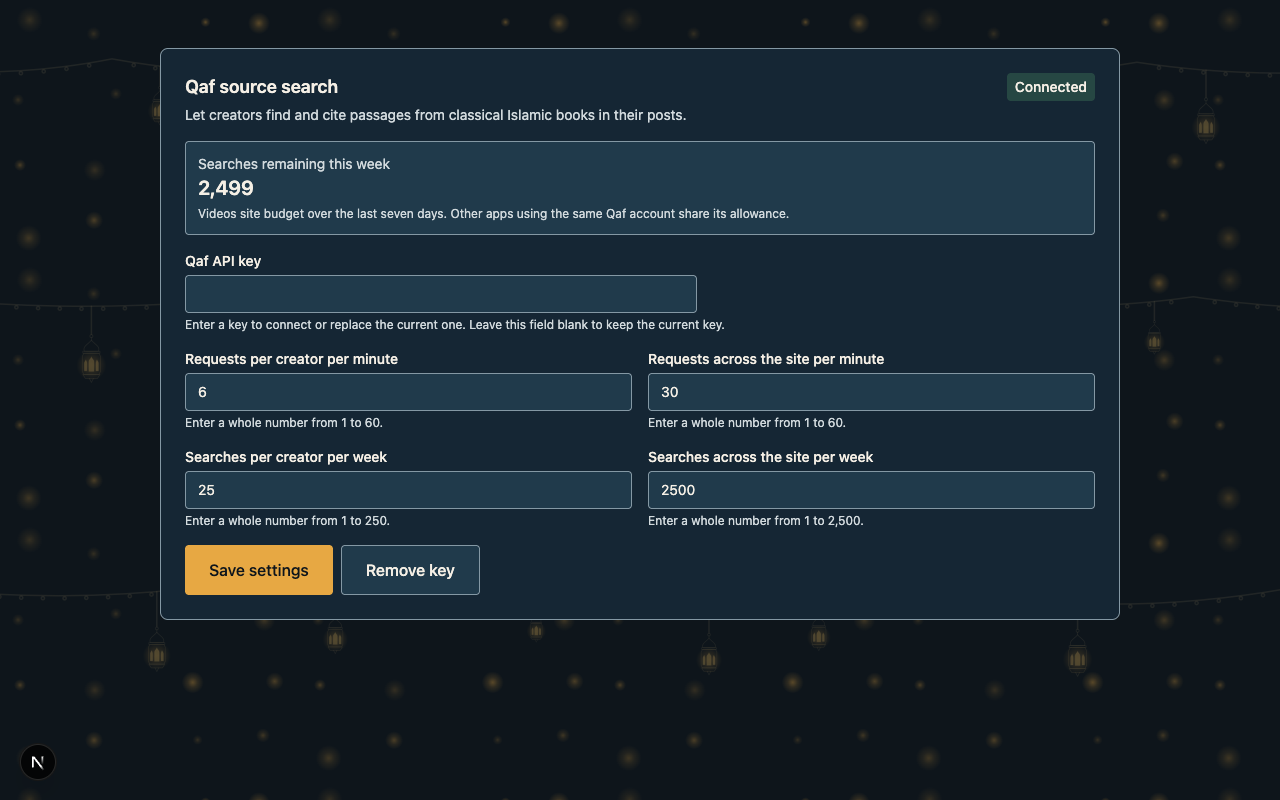 Qaf source search
Connected
Let creators find and cite passages from classical Islamic books in their posts.
Searches remaining this week
2,499
Videos site budget over the last seven days. Other apps using the same Qaf account share its allowance.
Qaf API key
Enter a key to connect or replace the current one. Leave this field blank to keep the current key.
Requests per creator per minute
6
Enter a whole number from 1 to 60.
Requests across the site per minute
30
Enter a whole number from 1 to 60.
Searches per creator per week
25
Enter a whole number from 1 to 250.
Searches across the site per week
2500
Enter a whole number from 1 to 2,500.
Save settings
Remove key
N